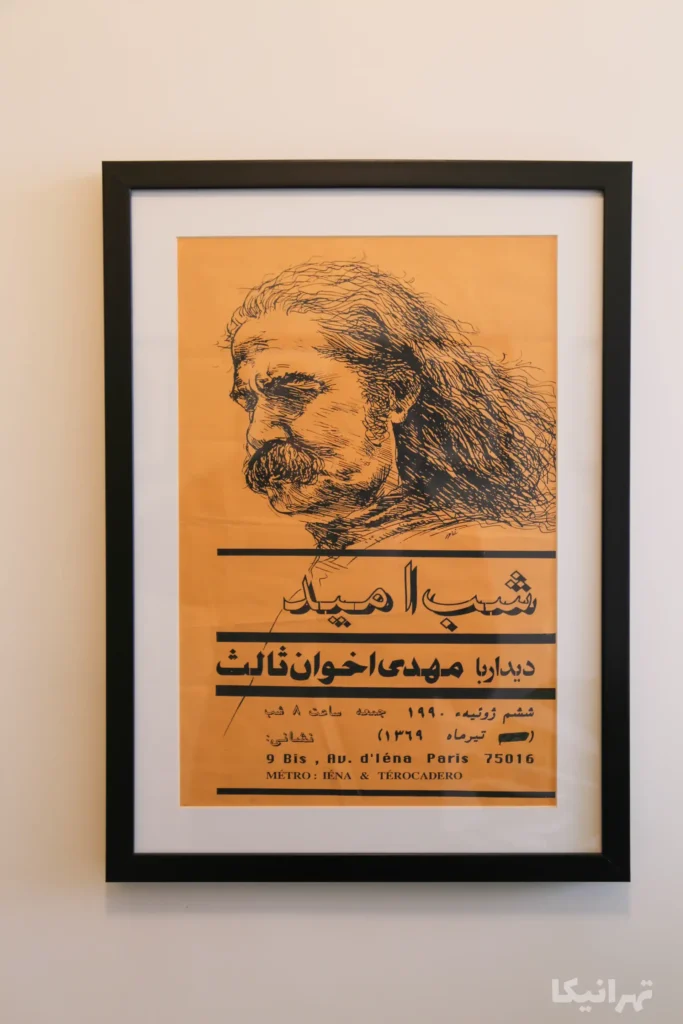 شب امید
دیدار با مهدی اخوان ثالث
ششم ژوئیه ۱۹۹۰ جمعه ساعت ۸ شب
( تیرماه ۱۳۶۹) نشانی:
9 Bis , Av. d'Iéna Paris 75016
MÉTRO : IÉNA & TÉROCADERO
تهرانیکا